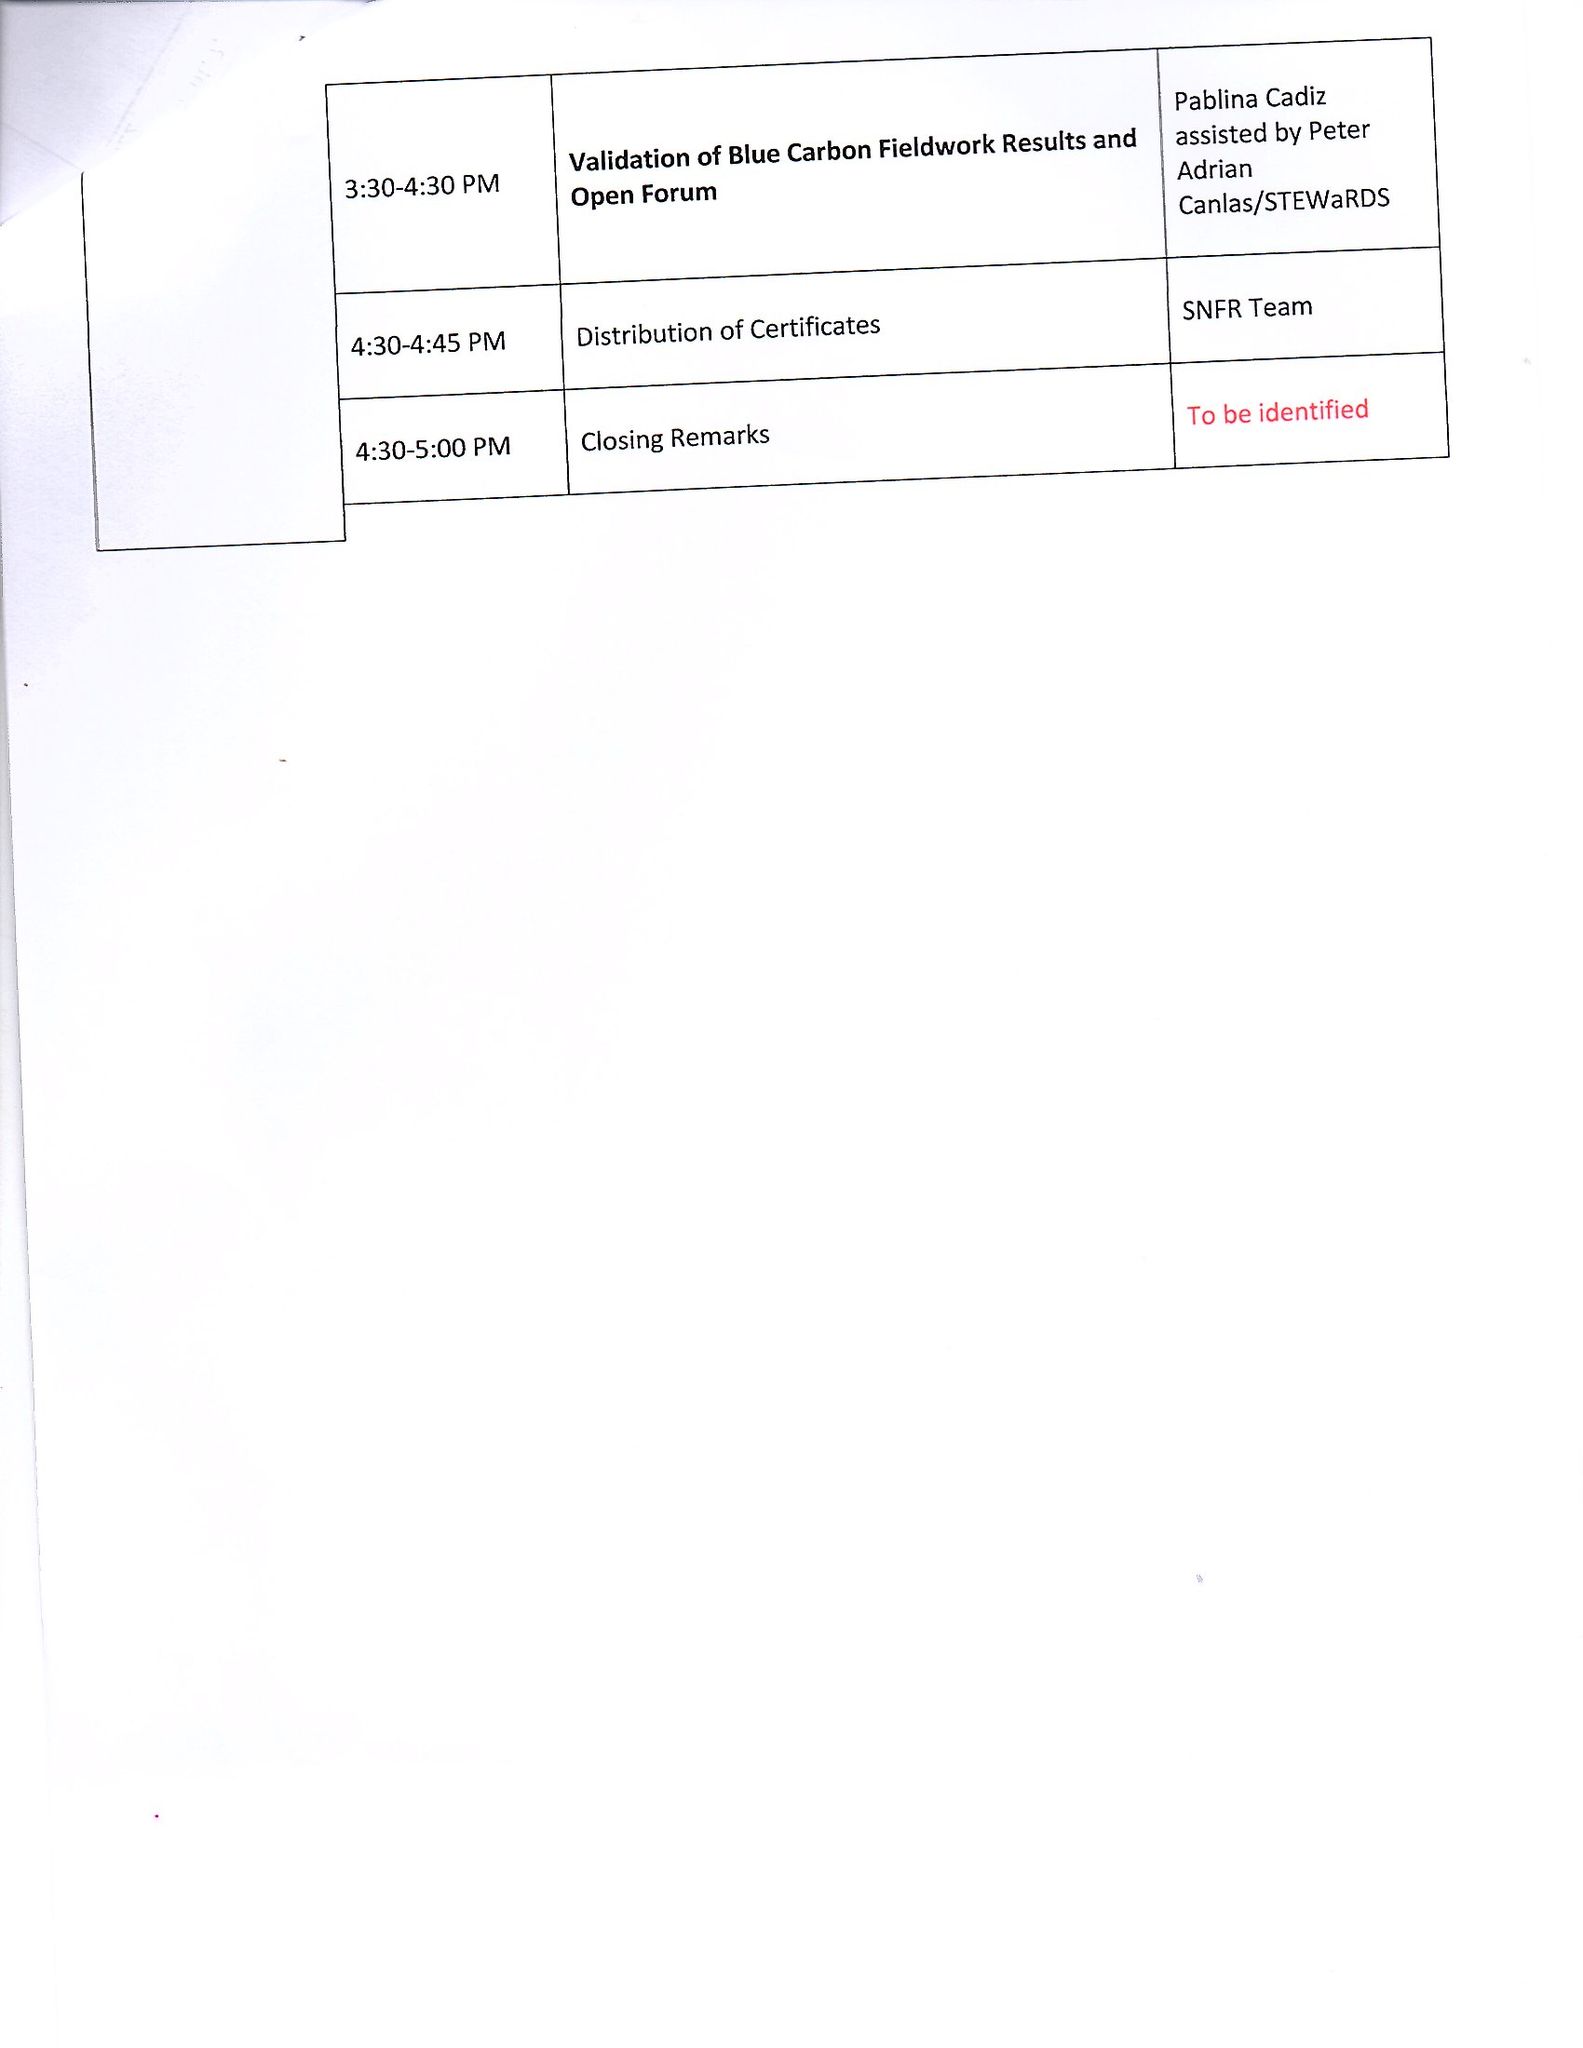 3:30-4:30 PM
Validation of Blue Carbon Fieldwork Results and
Open Forum
Pablina Cadiz
assisted by Peter
Adrian
Canlas/STEWaRDS
4:30-4:45 PM
Distribution of Certificates
SNFR Team
4:30-5:00 PM
Closing Remarks
To be identified